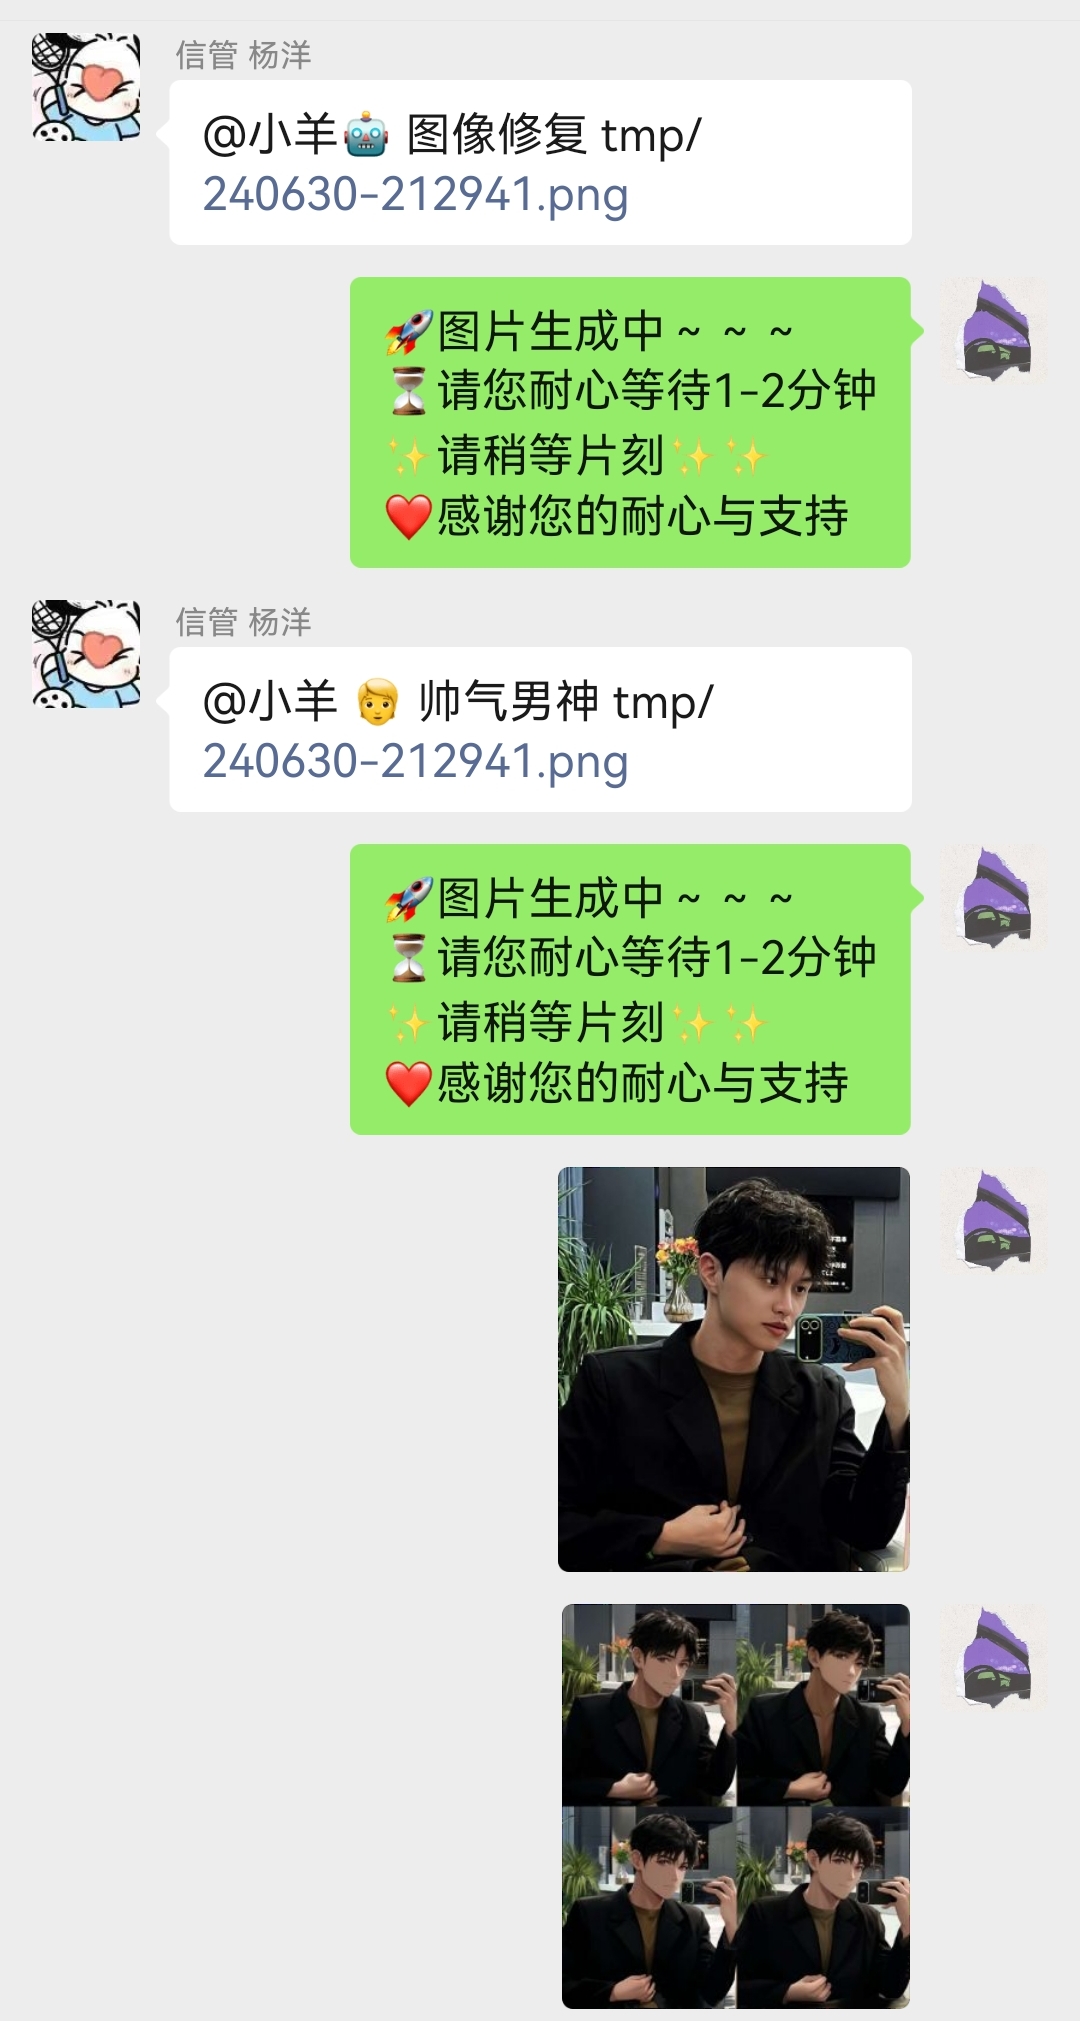 信管 杨洋
@小羊🤖 图像修复 tmp/
240630-212941.png
🚀图片生成中~ ~ ~
⏳请您耐心等待1-2分钟
✨请稍等片刻✨✨
❤️感谢您的耐心与支持
信管 杨洋
@小羊 🧑 帅气男神 tmp/
240630-212941.png
🚀图片生成中~ ~ ~
⏳请您耐心等待1-2分钟
✨请稍等片刻✨✨
❤️感谢您的耐心与支持